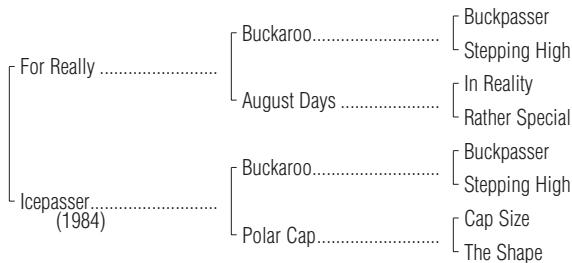 Buckpasser
Buckaroo......................................
Stepping High
For Really ...................................
In Reality
August Days ..............................
Rather Special
Buckpasser
Buckaroo......................................
Stepping High
Icepasser.....................................
(1984)
Cap Size
Polar Cap.....................................
The Shape